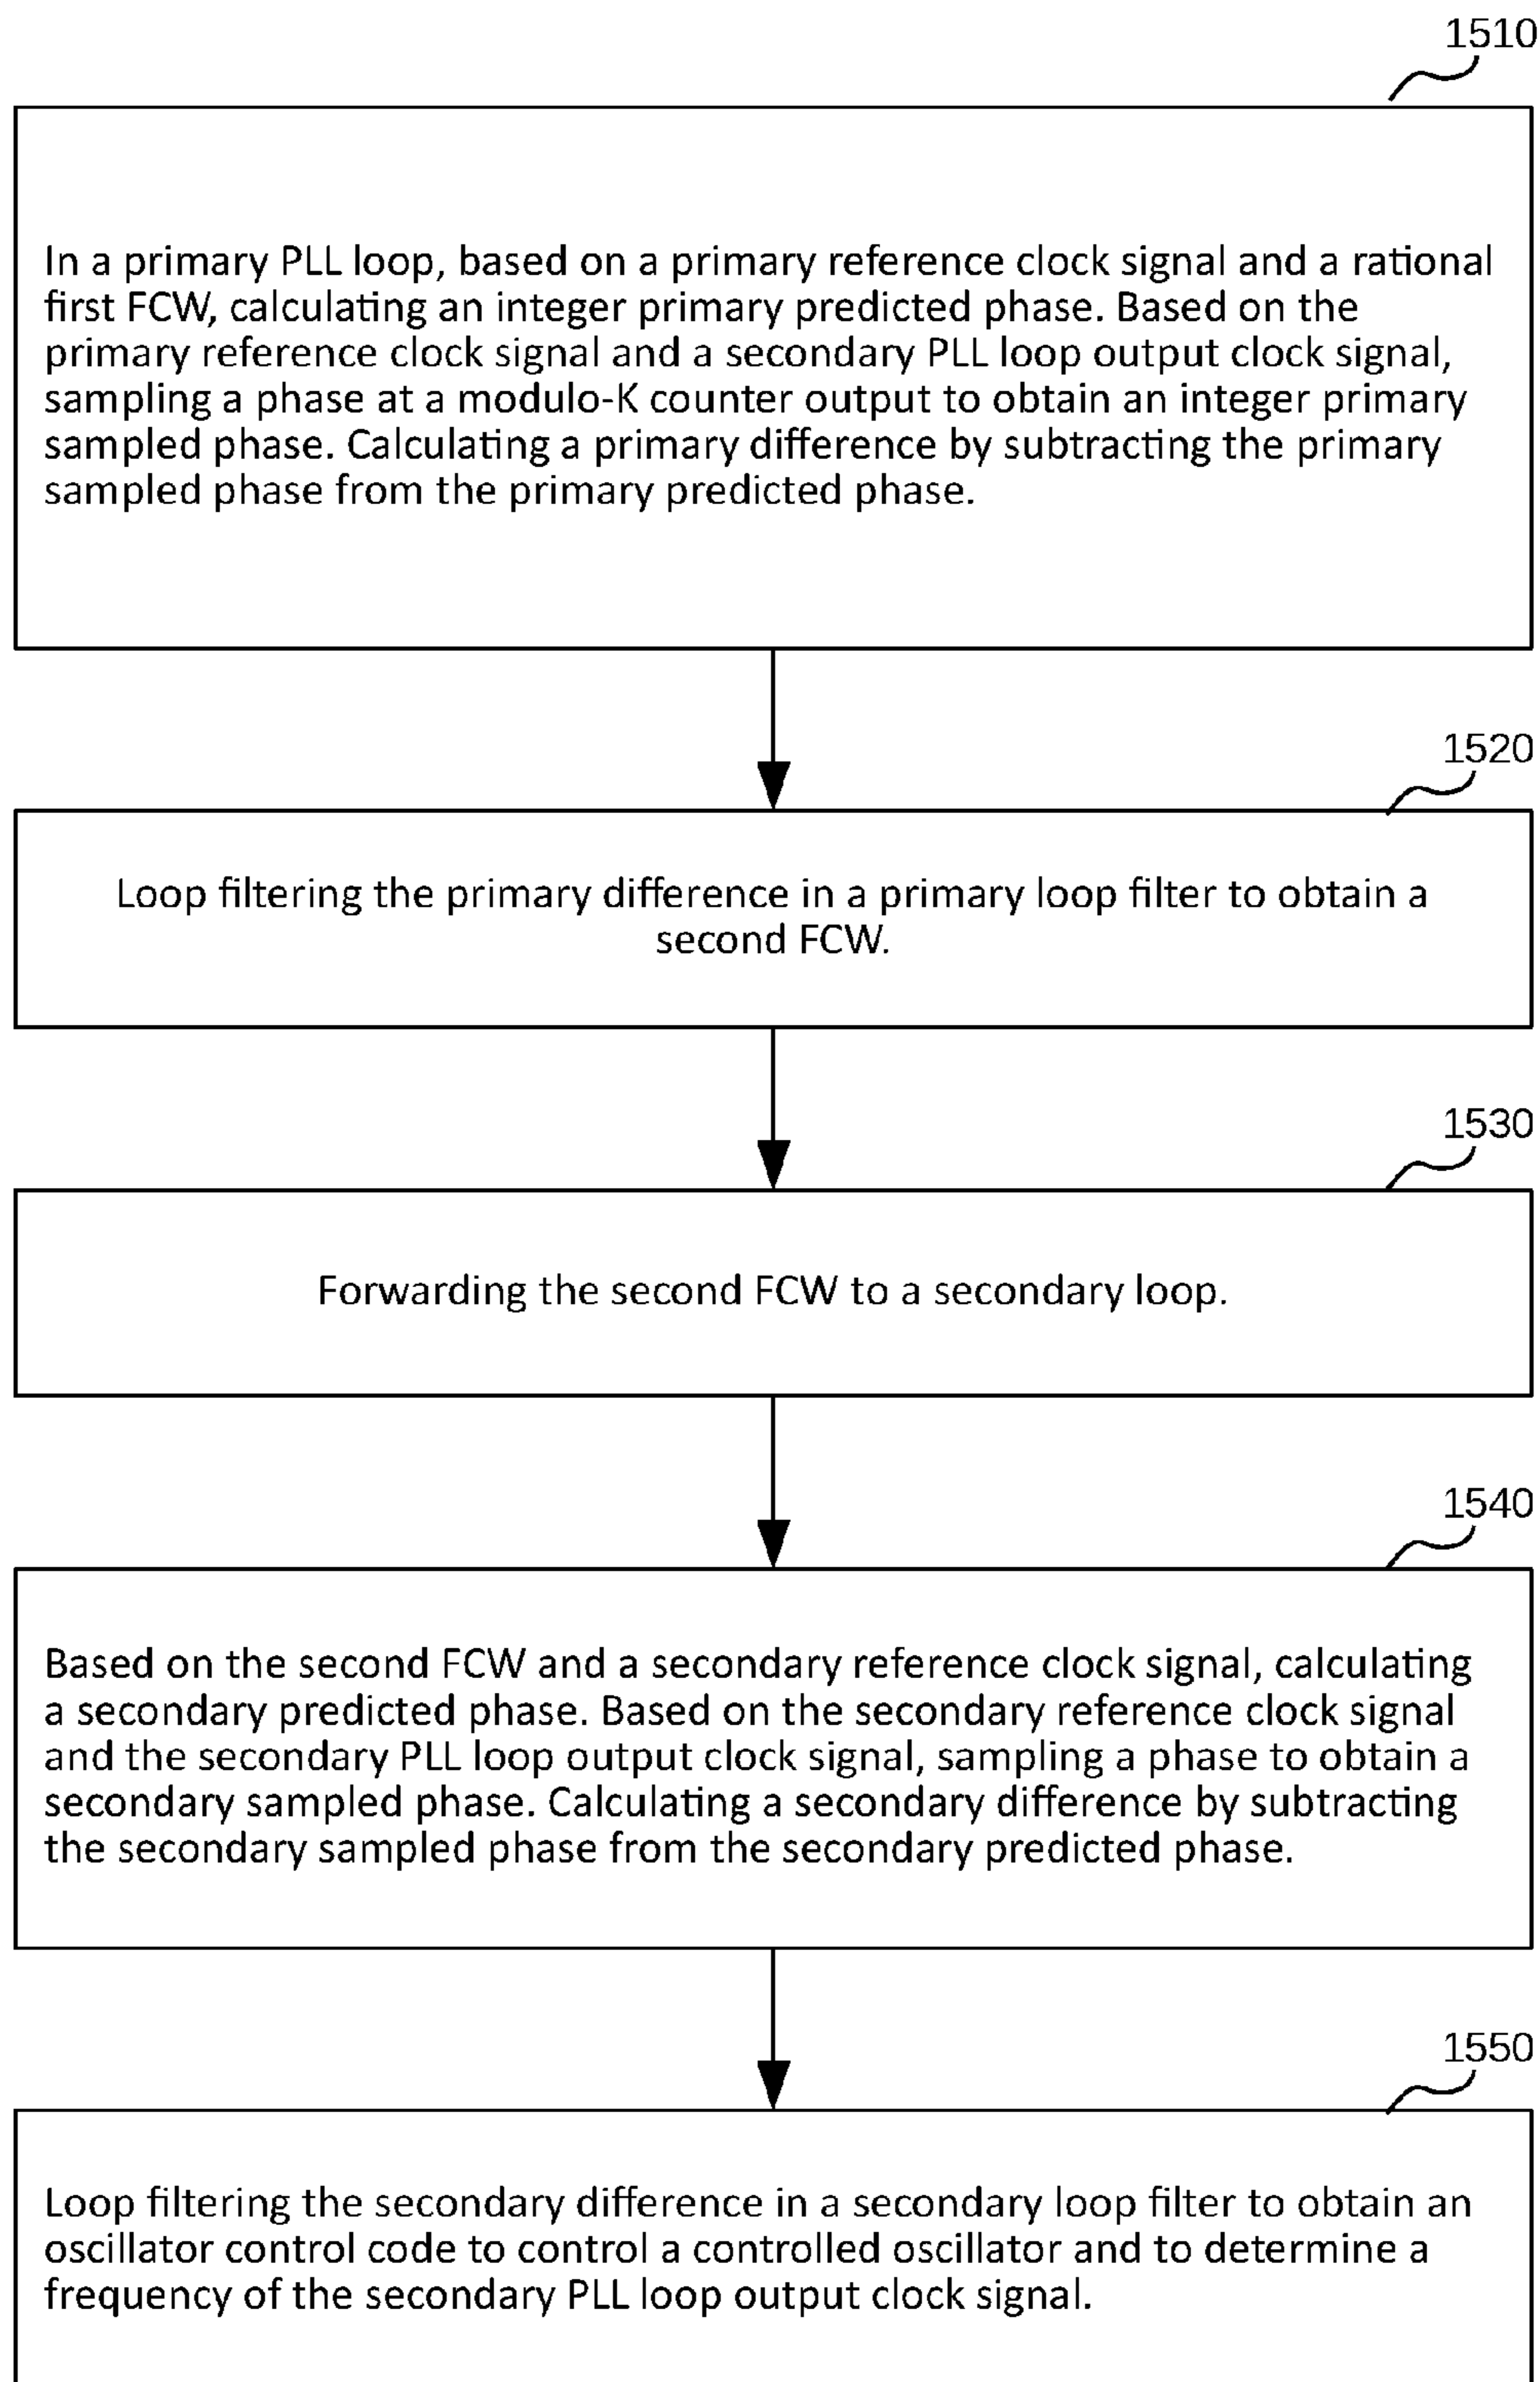 1510
In a primary PLL loop, based on a primary reference clock signal and a rational
first FCW, calculating an integer primary predicted phase. Based on the
primary reference clock signal and a secondary PLL loop output clock signal,
sampling a phase at a modulo-K counter output to obtain an integer primary
sampled phase. Calculating a primary difference by subtracting the primary
sampled phase from the primary predicted phase.
1520
Loop filtering the primary difference in a primary loop filter to obtain a
second FCW.
1530
Forwarding the second FCW to a secondary loop.
1540
Based on the second FCW and a secondary reference clock signal, calculating
a secondary predicted phase. Based on the secondary reference clock signal
and the secondary PLL loop output clock signal, sampling a phase to obtain a
secondary sampled phase. Calculating a secondary difference by subtracting
the secondary sampled phase from the secondary predicted phase.
1550
Loop filtering the secondary difference in a secondary loop filter to obtain an
oscillator control code to control a controlled oscillator and to determine a
frequency of the secondary PLL loop output clock signal.